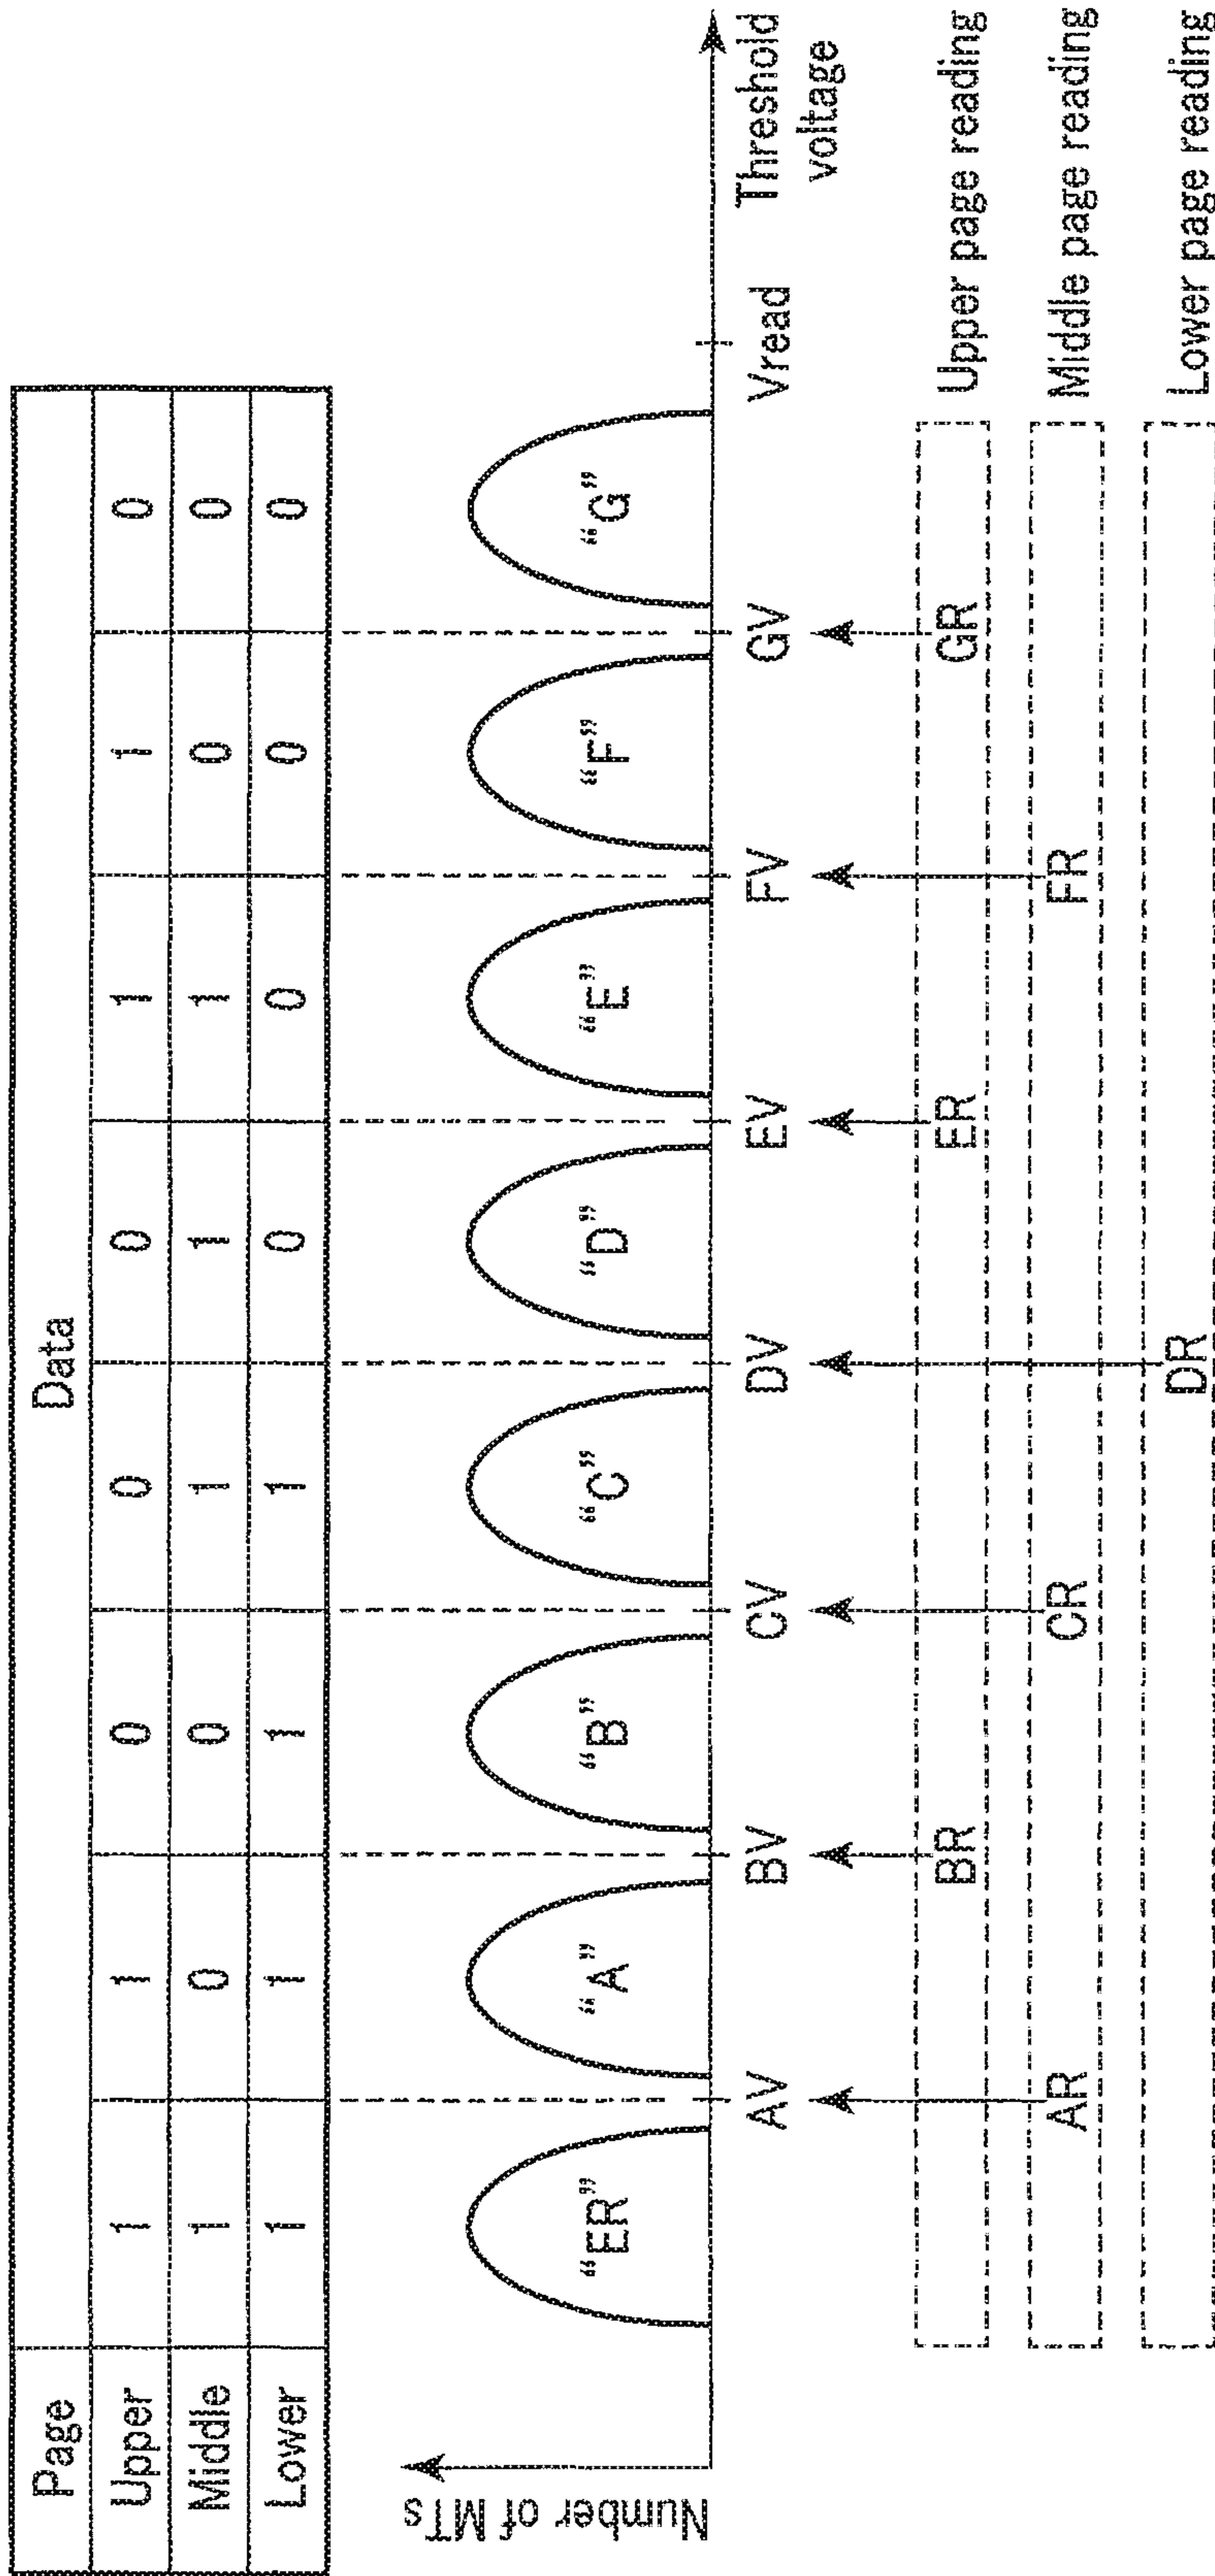 Page Data
Upper 1 1 0 0 0 1 1 0
Middle 1 0 0 1 1 1 0 0
Lower 1 1 1 1 0 0 0 0
Number of MTs
“ER” “A” “B” “C” “D” “E” “F” “G”
AV BV CV DV EV FV GV Vread Threshold
voltage
BR ER GR Upper page reading
AR CR FR Middle page reading
DR Lower page reading